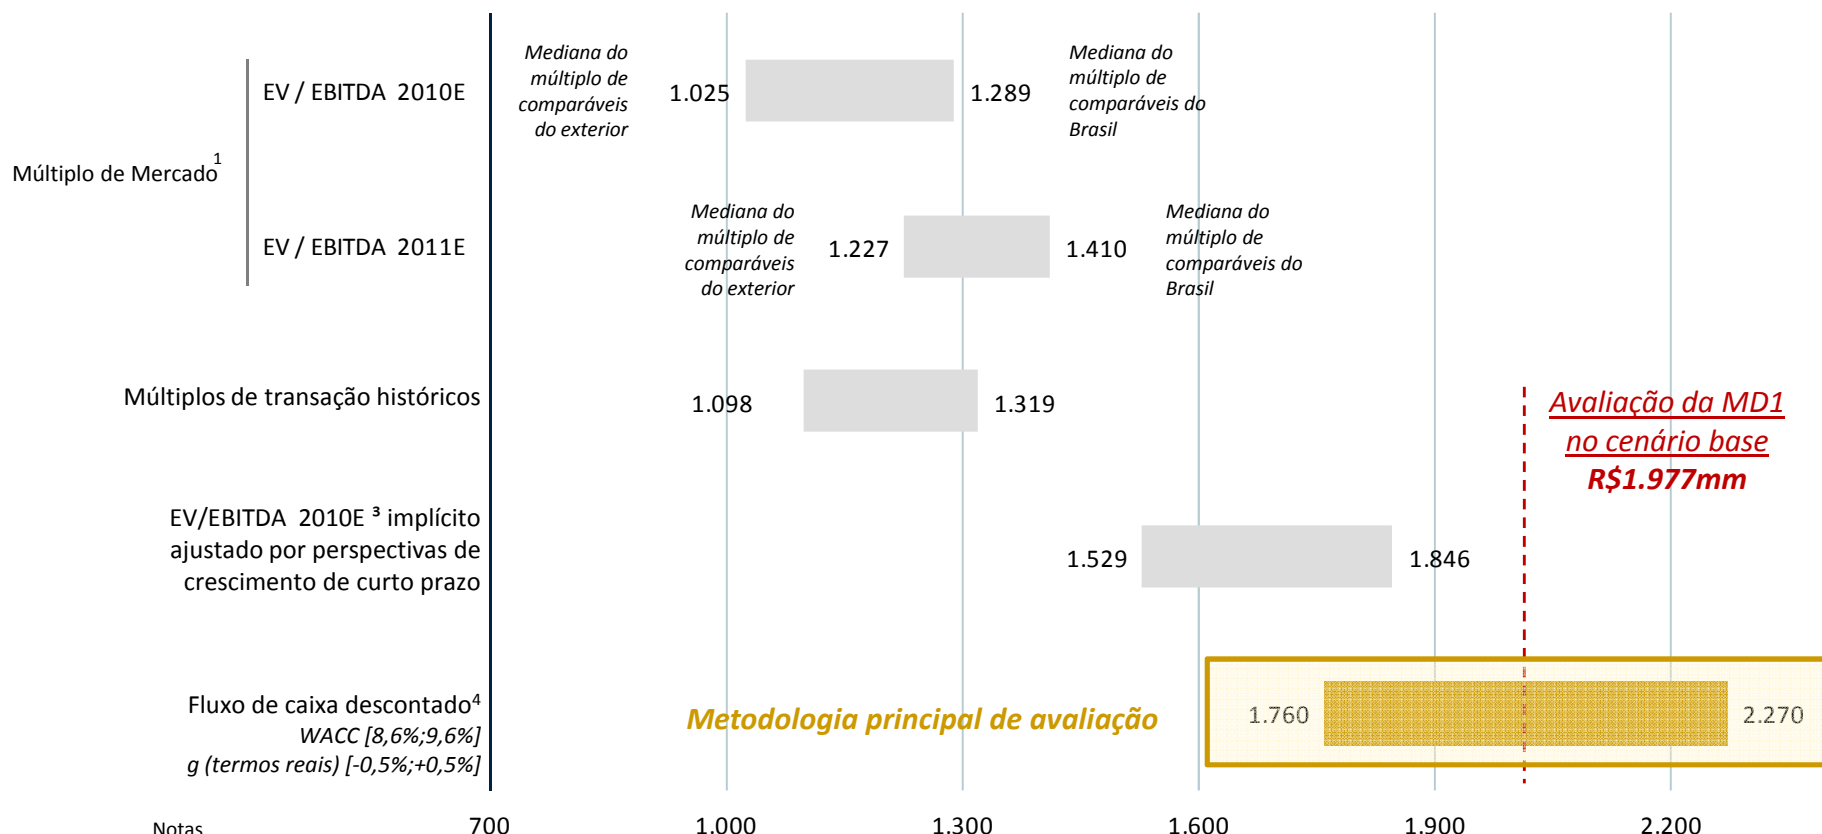 Mediana do
múltiplo de
comparáveis
do exterior
Mediana do
múltiplo de
comparáveis do
Brasil
EV / EBITDA 2010E
1.025
1.289
Múltiplo de Mercado¹
Mediana do
múltiplo de
comparáveis
do exterior
Mediana do
múltiplo de
comparáveis do
Brasil
EV / EBITDA 2011E
1.227
1.410
Múltiplos de transação históricos
1.098
1.319
Avaliação da MD1
no cenário base
R$1.977mm
EV/EBITDA 2010E ³ implícito
ajustado por perspectivas de
crescimento de curto prazo
1.529
1.846
Fluxo de caixa descontado⁴
WACC [8,6%;9,6%]
g (termos reais) [-0,5%;+0,5%]
Metodologia principal de avaliação
1.760
2.270
Notas
700
1.000
1.300
1.600
1.900
2.200